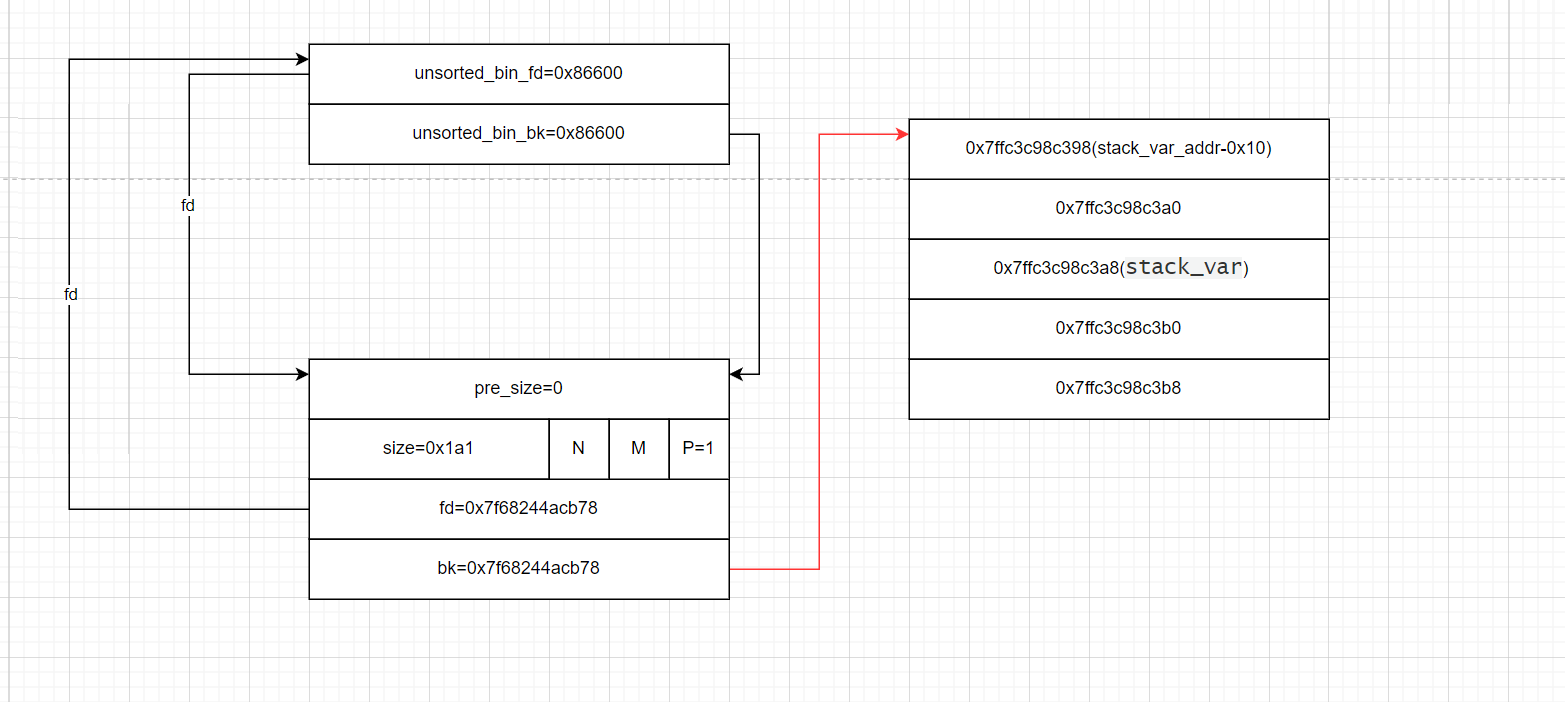 unsorted_bin_fd=0x86600
unsorted_bin_bk=0x86600
0x7ffc3c98c398(stack_var_addr-0x10)
fd
0x7ffc3c98c3a0
0x7ffc3c98c3a8(stack_var)
fd
0x7ffc3c98c3b0
pre_size=0
0x7ffc3c98c3b8
size=0x1a1 N M P=1
fd=0x7f68244acb78
bk=0x7f68244acb78